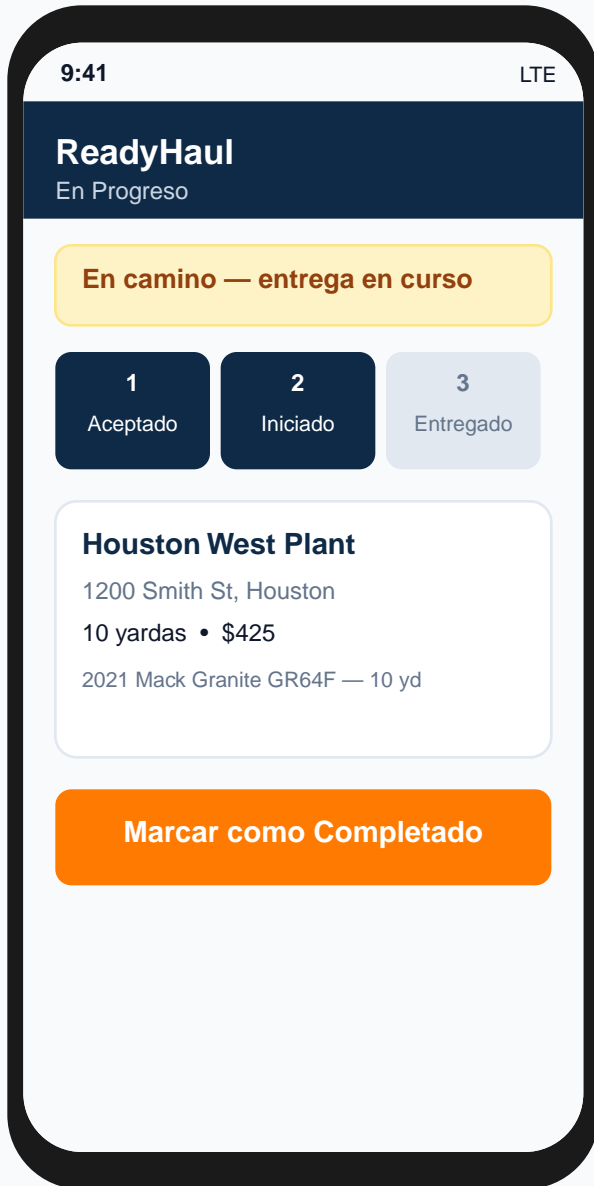 9:41 LTE
ReadyHaul
En Progreso
En camino — entrega en curso
1 2 3
Aceptado Iniciado Entregado
Houston West Plant
1200 Smith St, Houston
10 yardas • $425
2021 Mack Granite GR64F — 10 yd
Marcar como Completado